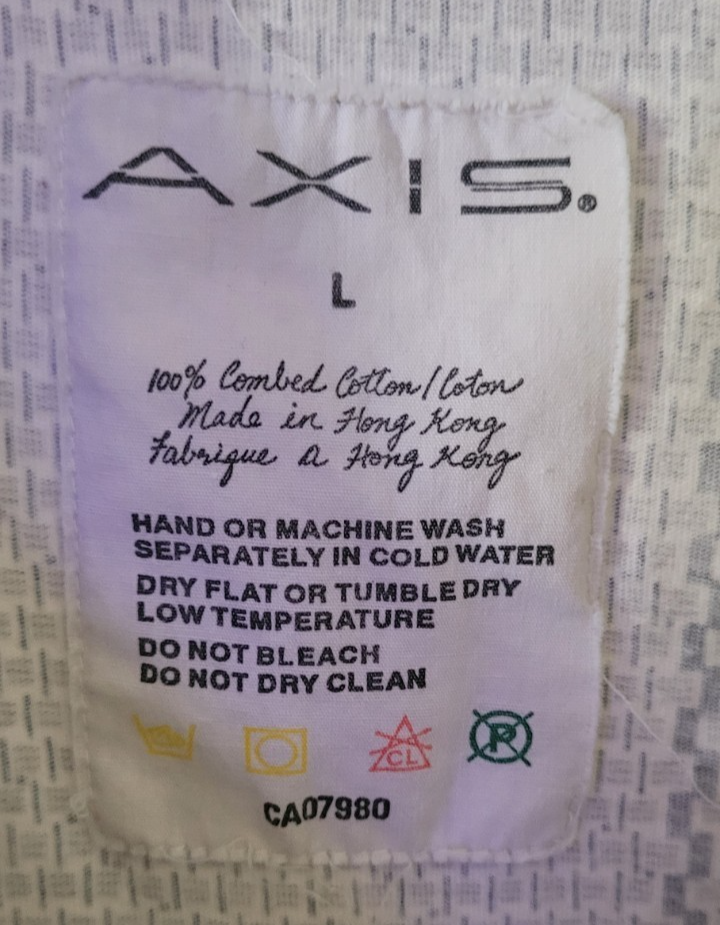 AXIS®
L
100% Combed Cotton/Coton
Made in Hong Kong
Fabrique a Hong Kong
HAND OR MACHINE WASH
SEPARATELY IN COLD WATER
DRY FLAT OR TUMBLE DRY
LOW TEMPERATURE
DO NOT BLEACH
DO NOT DRY CLEAN
CL P
CA07980